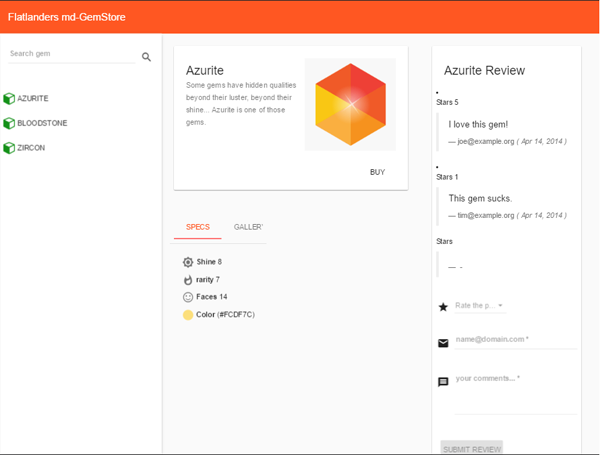 Flatlanders md-GemStore
Search gem
AZURITE
BLOODSTONE
ZIRCON
Azurite
Some gems have hidden qualities
beyond their luster, beyond their
shine... Azurite is one of those
gems.
BUY
SPECS GALLER'
Shine 8
rarity 7
Faces 14
Color (#FCDF7C)
Azurite Review
Stars 5
I love this gem!
— joe@example.org ( Apr 14, 2014 )
Stars 1
This gem sucks.
— tim@example.org ( Apr 14, 2014 )
Stars
— -
Rate the p...
name@domain.com *
your comments... *
SUBMIT REVIEW